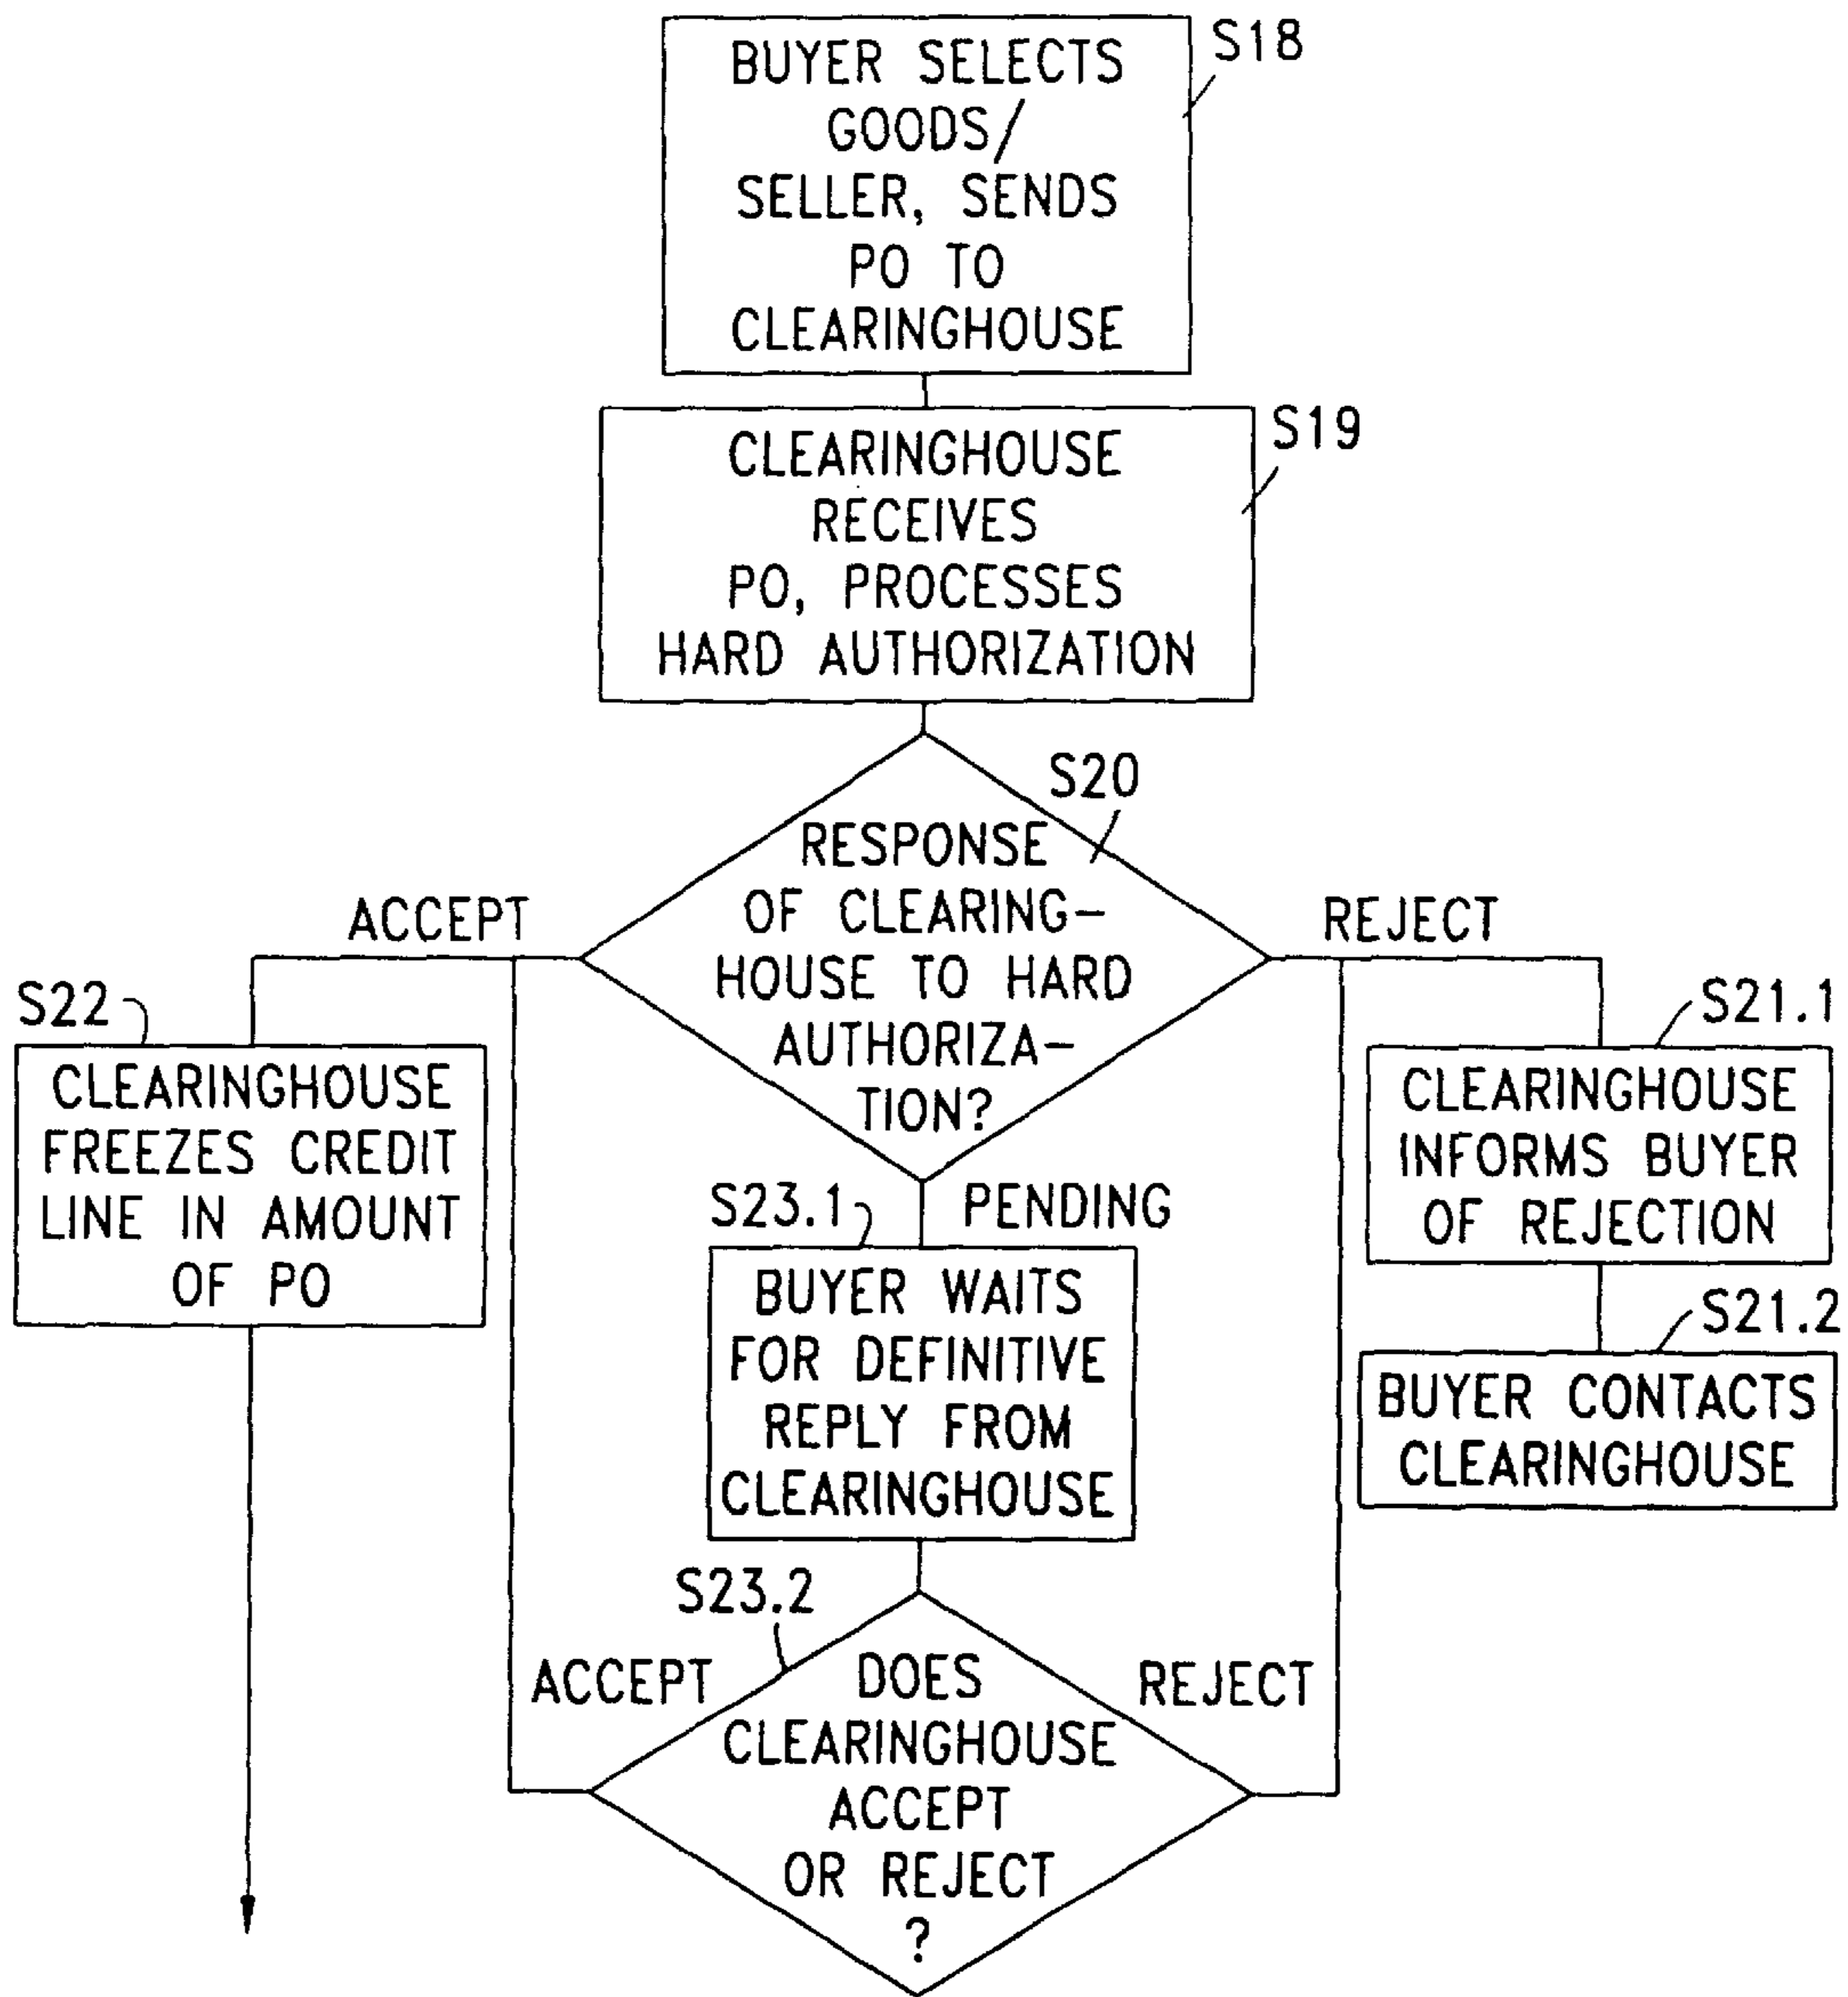 BUYER SELECTS
GOODS/
SELLER, SENDS
PO TO
CLEARINGHOUSE
S18
CLEARINGHOUSE
RECEIVES
PO, PROCESSES
HARD AUTHORIZATION
S19
S20
RESPONSE
OF CLEARING-
HOUSE TO HARD
AUTHORIZA-
TION?
ACCEPT
REJECT
S22
CLEARINGHOUSE
FREEZES CREDIT
LINE IN AMOUNT
OF PO
S21.1
CLEARINGHOUSE
INFORMS BUYER
OF REJECTION
S21.2
BUYER CONTACTS
CLEARINGHOUSE
S23.1
PENDING
BUYER WAITS
FOR DEFINITIVE
REPLY FROM
CLEARINGHOUSE
S23.2
ACCEPT
REJECT
DOES
CLEARINGHOUSE
ACCEPT
OR REJECT
?